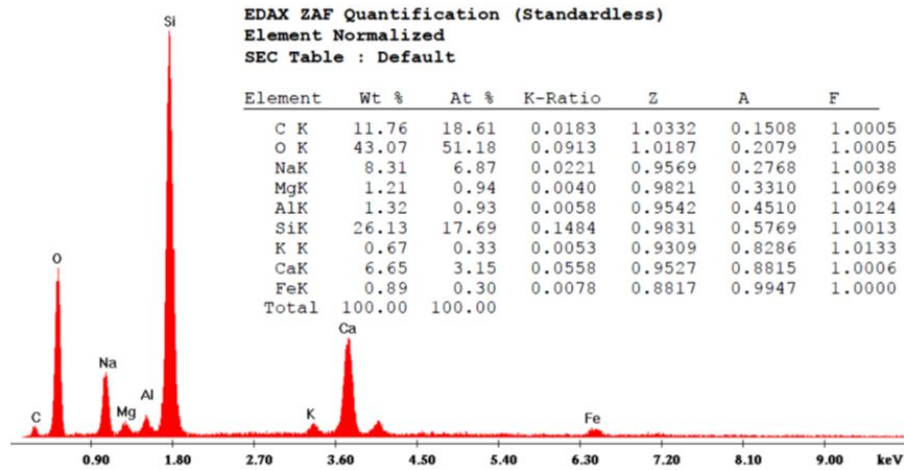 EDAX ZAF Quantification (Standardless)
Element Normalized
SEC Table : Default
Element Wt % At % K-Ratio Z A F
C K 11.76 18.61 0.0183 1.0332 0.1508 1.0005
O K 43.07 51.18 0.0913 1.0187 0.2079 1.0005
NaK 8.31 6.87 0.0221 0.9569 0.2768 1.0038
MgK 1.21 0.94 0.0040 0.9821 0.3310 1.0069
AlK 1.32 0.93 0.0058 0.9542 0.4510 1.0124
SiK 26.13 17.69 0.1484 0.9831 0.5769 1.0013
K K 0.67 0.33 0.0053 0.9309 0.8286 1.0133
CaK 6.65 3.15 0.0558 0.9527 0.8815 1.0006
FeK 0.89 0.30 0.0078 0.8817 0.9947 1.0000
Total 100.00 100.00
Si
O
Ca
Na
Al
Mg
C
K
Fe
0.90 1.80 2.70 3.60 4.50 5.40 6.30 7.20 8.10 9.00 keV